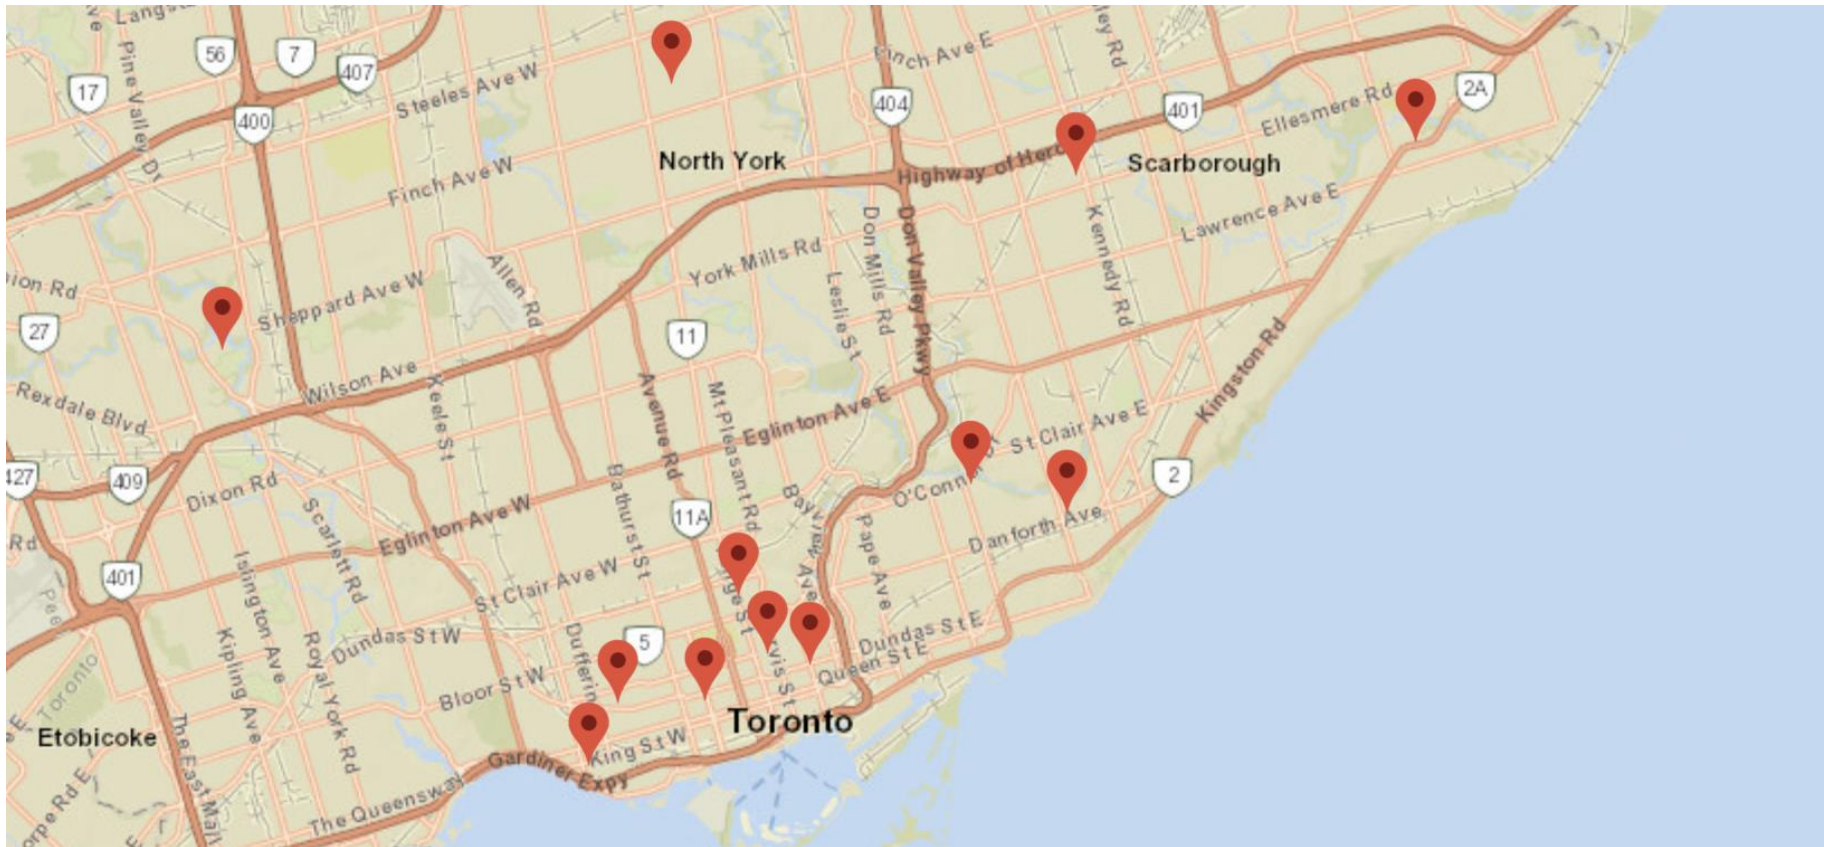 Langst
56
7
407
17
Pine Valley Dr
400
Steeles Ave W
Finch Ave E
404
401
2A
Ellesmere Rd
North York
Highway of Hero
Scarborough
Finch Ave W
Lawrence Ave E
Kennedy Rd
Don Valley Pkwy
Don Mills Rd
Leslie St
York Mills Rd
Allen Rd
Sheppard Ave W
27
11
Wilson Ave
Keele St
Rexdale Blvd
Avenue Rd
Mt Pleasant Rd
Eglinton Ave E
Kingston Rd
St Clair Ave E
427
409
Dixon Rd
Scarlett Rd
Bathurst St
11A
Bayview Ave
O'Conn
2
Danforth Ave
Pape Ave
Eglinton Ave W
Rd
401
Islington Ave
St Clair Ave W
Dundas St W
Dufferin
5
Dundas St E
Queen St E
rvis St
Kipling Ave
Royal York Rd
Bloor St W
Toronto
Toronto
Etobicoke
The East Mall
King St W
Gardiner Expy
The Queensway
orpe Rd E